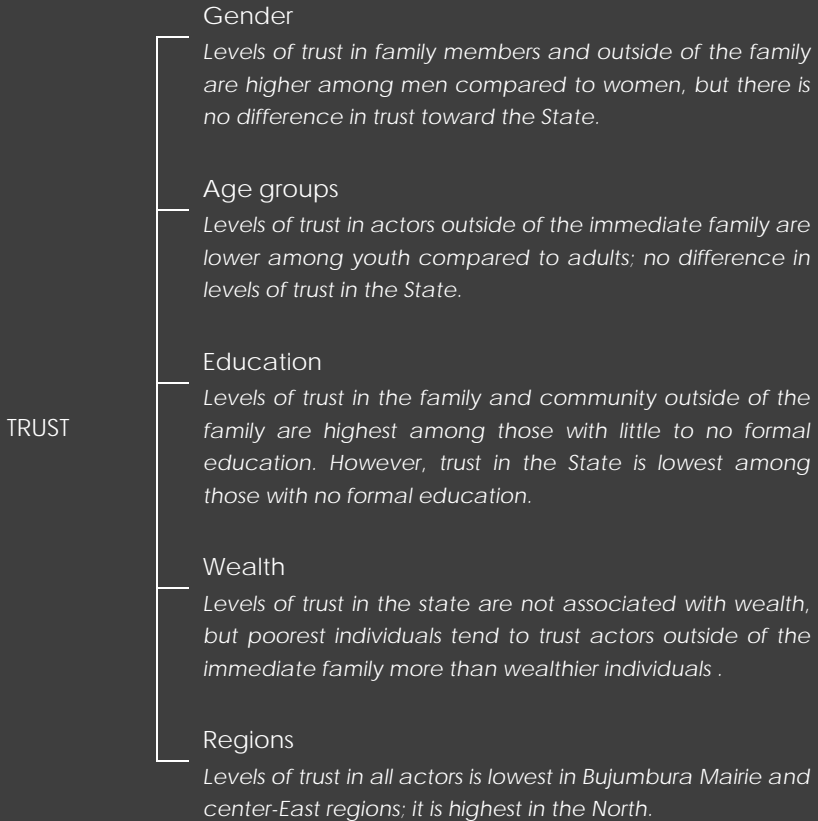 Gender
Levels of trust in family members and outside of the family
are higher among men compared to women, but there is
no difference in trust toward the State.
Age groups
Levels of trust in actors outside of the immediate family are
lower among youth compared to adults; no difference in
levels of trust in the State.
Education
Levels of trust in the family and community outside of the
TRUST
family are highest among those with little to no formal
education. However, trust in the State is lowest among
those with no formal education.
Wealth
Levels of trust in the state are not associated with wealth,
but poorest individuals tend to trust actors outside of the
immediate family more than wealthier individuals .
Regions
Levels of trust in all actors is lowest in Bujumbura Mairie and
center-East regions; it is highest in the North.